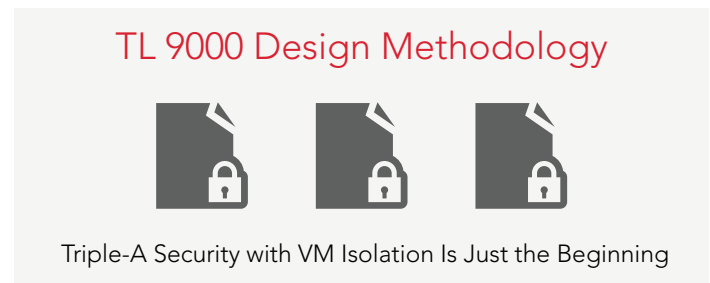 TL 9000 Design Methodology
Triple-A Security with VM Isolation Is Just the Beginning